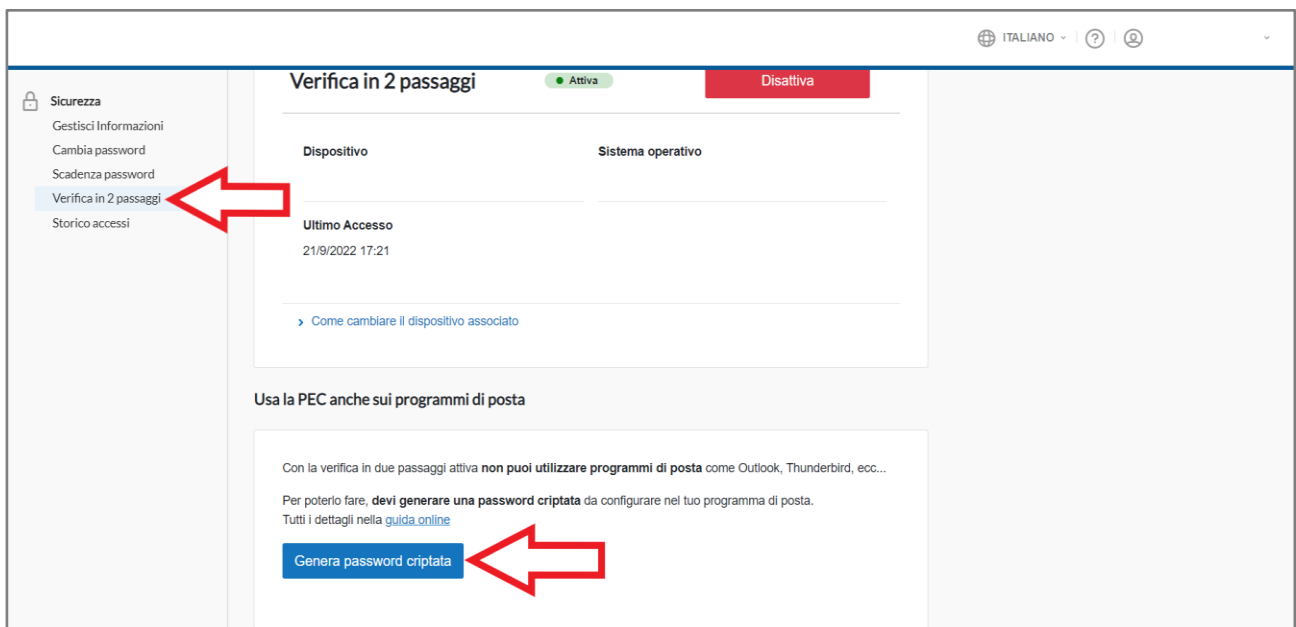 ITALIANO
Sicurezza
Gestisci Informazioni
Cambia password
Scadenza password
Verifica in 2 passaggi
Storico accessi
Verifica in 2 passaggi
Attiva
Disattiva
Dispositivo
Sistema operativo
Ultimo Accesso
21/9/2022 17:21
Come cambiare il dispositivo associato
Usa la PEC anche sui programmi di posta
Con la verifica in due passaggi attiva non puoi utilizzare programmi di posta come Outlook, Thunderbird, ecc...
Per poterlo fare, devi generare una password criptata da configurare nel tuo programma di posta.
Tutti i dettagli nella guida online
Genera password criptata